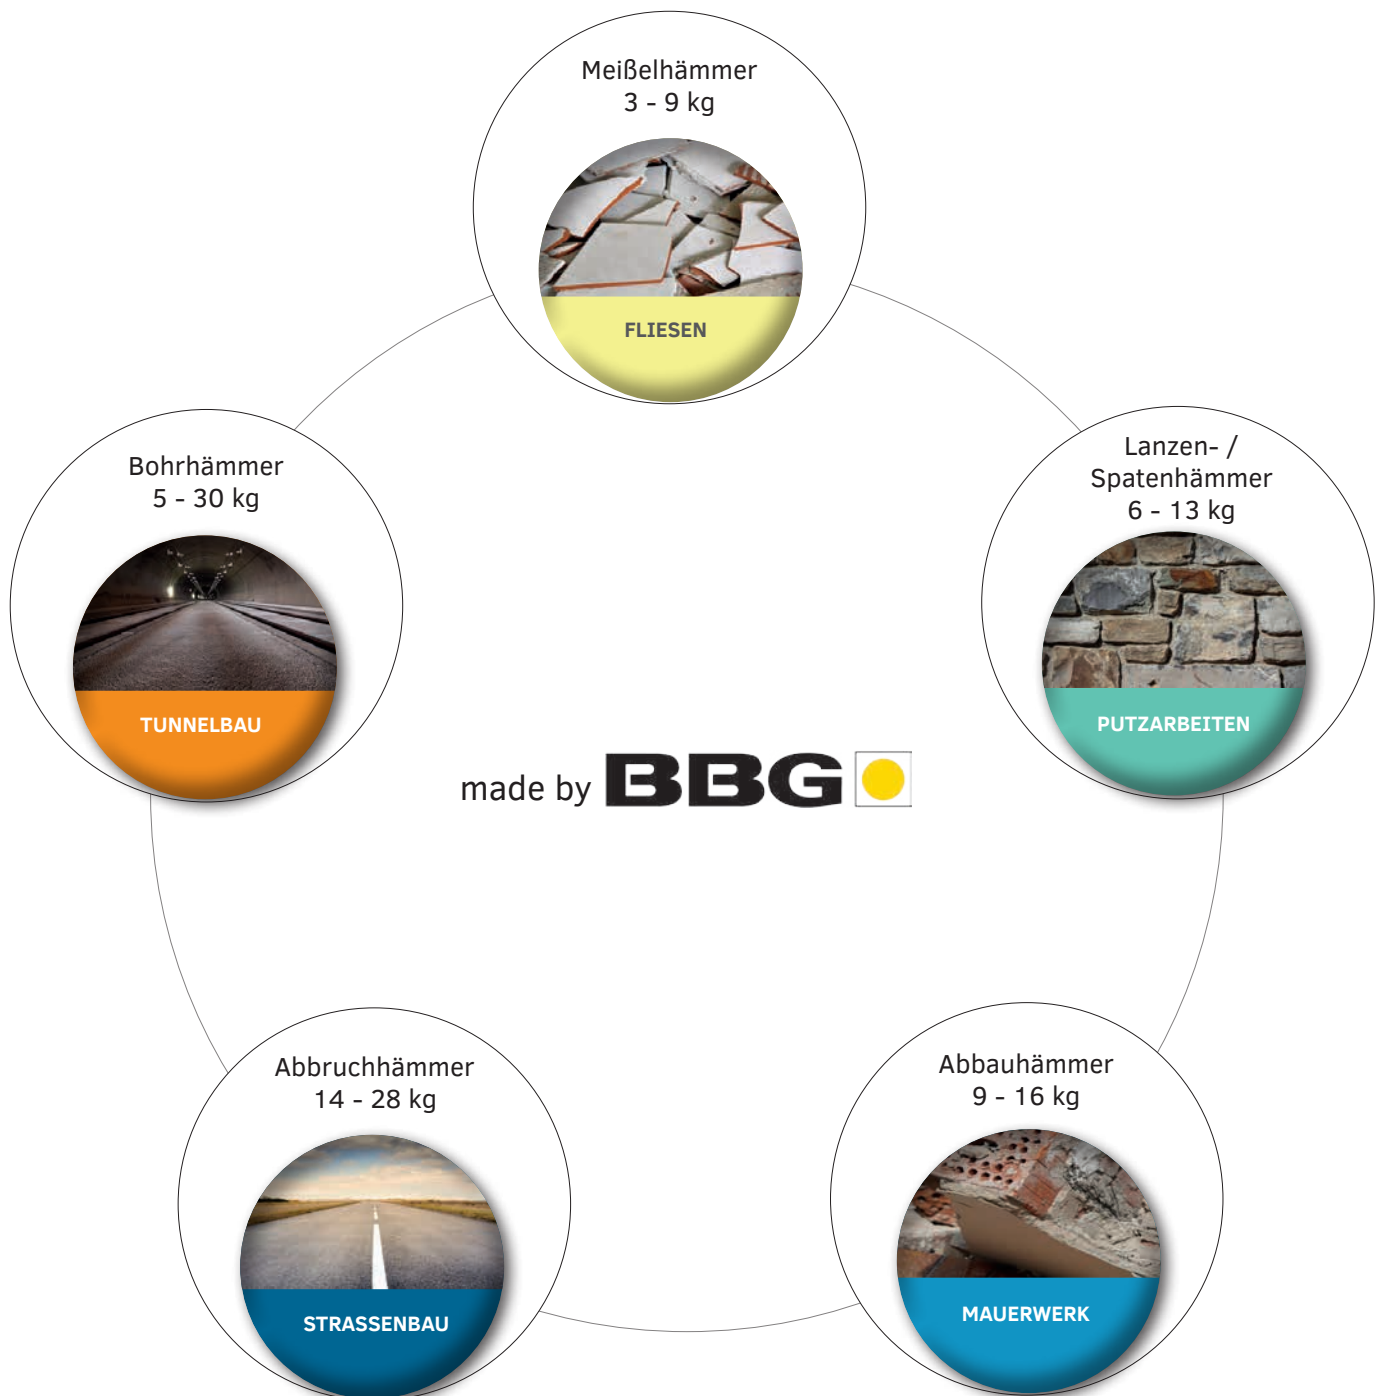 Meißelhämmer
3 - 9 kg
FLIESEN
Bohrhämmer
5 - 30 kg
TUNNELBAU
Lanzen- /
Spatenhämmer
6 - 13 kg
PUTZARBEITEN
made by BBG
Abbruchhämmer
14 - 28 kg
STRASSENBAU
Abbauhämmer
9 - 16 kg
MAUERWERK